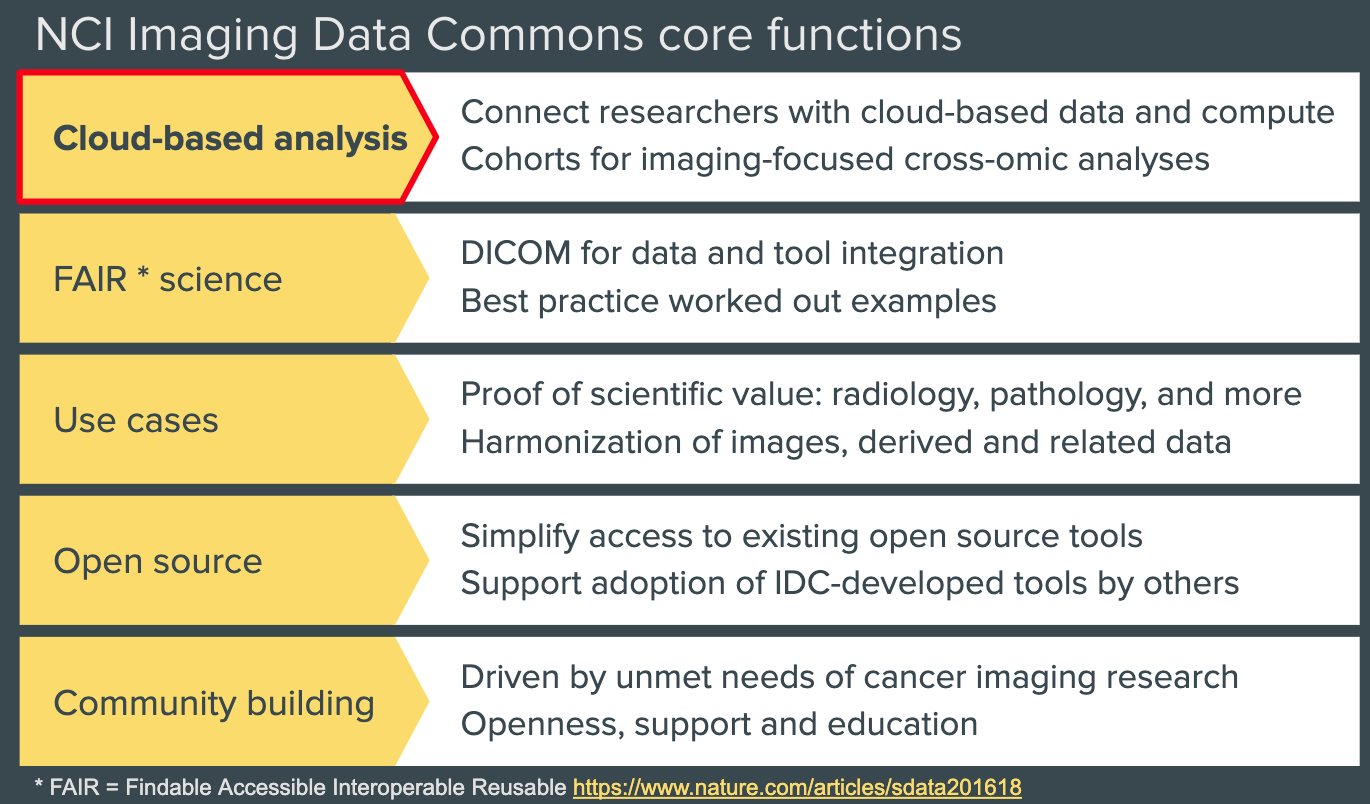 NCI Imaging Data Commons core functions
Cloud-based analysis
Connect researchers with cloud-based data and compute
Cohorts for imaging-focused cross-omic analyses
FAIR * science
DICOM for data and tool integration
Best practice worked out examples
Use cases
Proof of scientific value: radiology, pathology, and more
Harmonization of images, derived and related data
Open source
Simplify access to existing open source tools
Support adoption of IDC-developed tools by others
Community building
Driven by unmet needs of cancer imaging research
Openness, support and education
* FAIR = Findable Accessible Interoperable Reusable https://www.nature.com/articles/sdata201618